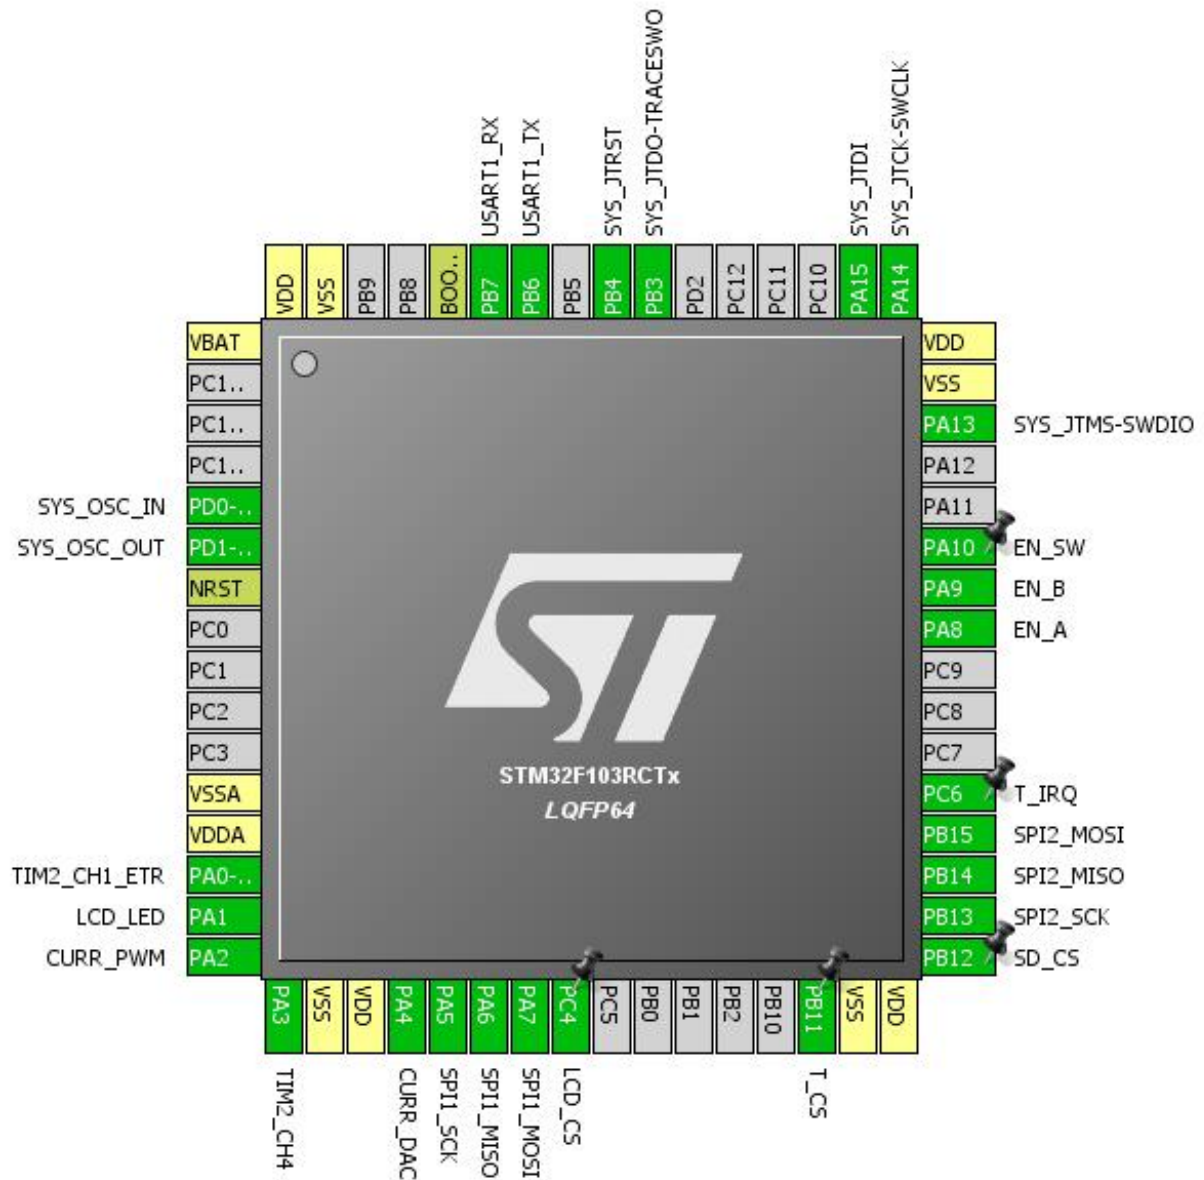 USART1_RX
USART1_TX
SYS_JTRST
SYS_JTDO-TRACESWO
SYS_JTDI
SYS_JTCK-SWCLK
VDD
VSS
PB9
PB8
BOO..
PB7
PB6
PB5
PB4
PB3
PD2
PC12
PC11
PC10
PA15
PA14
VBAT
PC1..
PC1..
PC1..
SYS_OSC_IN PD0-..
SYS_OSC_OUT PD1-..
NRST
PC0
PC1
PC2
PC3
VSSA
VDDA
TIM2_CH1_ETR PA0-..
LCD_LED PA1
CURR_PWM PA2
ST
STM32F103RCTx
LQFP64
VDD
VSS
PA13 SYS_JTMS-SWDIO
PA12
PA11
PA10 EN_SW
PA9 EN_B
PA8 EN_A
PC9
PC8
PC7
PC6 T_IRQ
PB15 SPI2_MOSI
PB14 SPI2_MISO
PB13 SPI2_SCK
PB12 SD_CS
PA3
VSS
VDD
PA4
PA5
PA6
PA7
PC4
PC5
PB0
PB1
PB2
PB10
PB11
VSS
VDD
TIM2_CH4
CURR_DAC
SPI1_SCK
SPI1_MISO
SPI1_MOSI
LCD_CS
T_CS